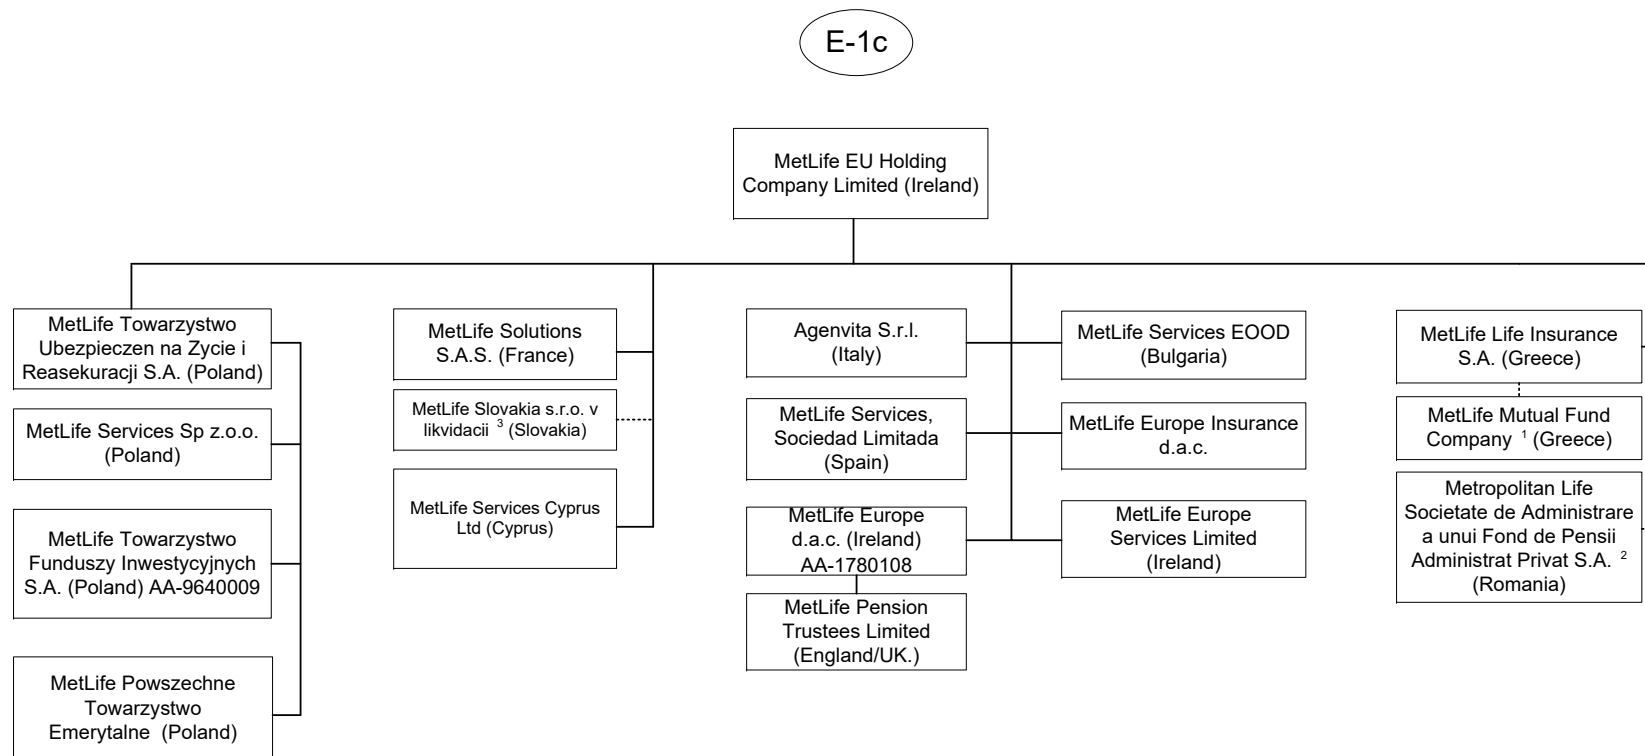 E-1c
MetLife EU Holding
Company Limited (Ireland)
MetLife Towarzystwo
Ubezpieczen na Zycie i
Reasekuracji S.A. (Poland)
MetLife Services Sp z.o.o.
(Poland)
MetLife Towarzystwo
Funduszy Inwestycyjnych
S.A. (Poland) AA-9640009
MetLife Powszechne
Towarzystwo
Emerytalne (Poland)
MetLife Solutions
S.A.S. (France)
MetLife Slovakia s.r.o. v
likvidacii 3 (Slovakia)
MetLife Services Cyprus
Ltd (Cyprus)
Agenvita S.r.l.
(Italy)
MetLife Services,
Sociedad Limitada
(Spain)
MetLife Europe
d.a.c. (Ireland)
AA-1780108
MetLife Pension
Trustees Limited
(England/UK.)
MetLife Services EOOD
(Bulgaria)
MetLife Europe Insurance
d.a.c.
MetLife Europe
Services Limited
(Ireland)
MetLife Life Insurance
S.A. (Greece)
MetLife Mutual Fund
Company 1 (Greece)
Metropolitan Life
Societate de Administrare
a unui Fond de Pensii
Administrat Privat S.A. 2
(Romania)